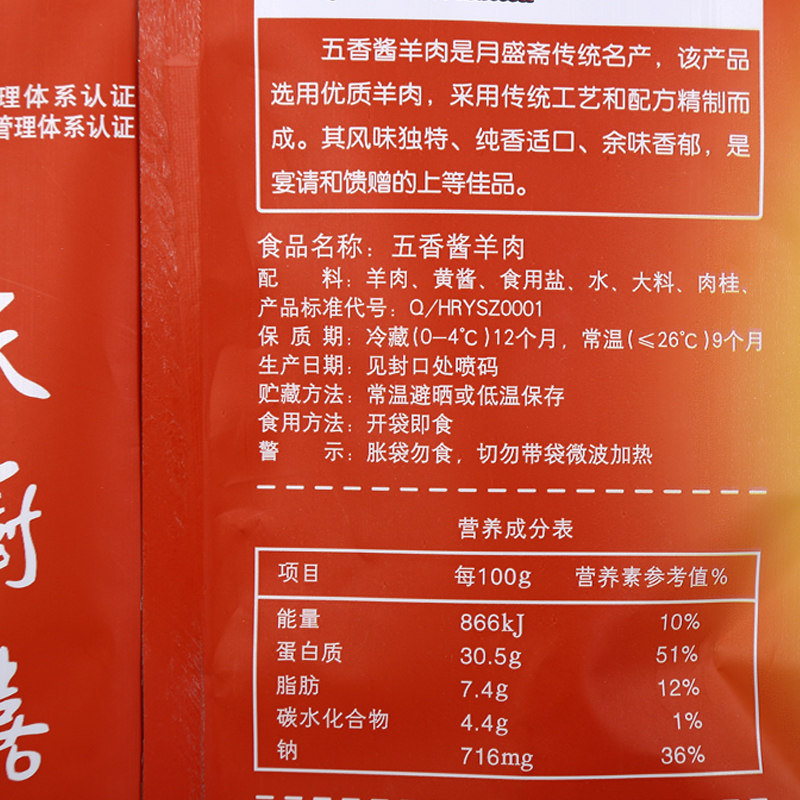 理体系认证
管理体系认证
五香酱羊肉是月盛斋传统名产，该产品
选用优质羊肉，采用传统工艺和配方精制而
成。其风味独特、纯香适口、余味香郁，是
宴请和馈赠的上等佳品。
食品名称：五香酱羊肉
配 料：羊肉、黄酱、食用盐、水、大料、肉桂、
产品标准代号：Q/HRYSZ0001
保 质 期：冷藏(0-4℃)12个月，常温(≤26℃)9个月
生产日期：见封口处喷码
贮藏方法：常温避晒或低温保存
食用方法：开袋即食
警 示：胀袋勿食，切勿带袋微波加热
营养成分表
项目 每100g 营养素参考值%
能量 866kJ 10%
蛋白质 30.5g 51%
脂肪 7.4g 12%
碳水化合物 4.4g 1%
钠 716mg 36%
厨
禧